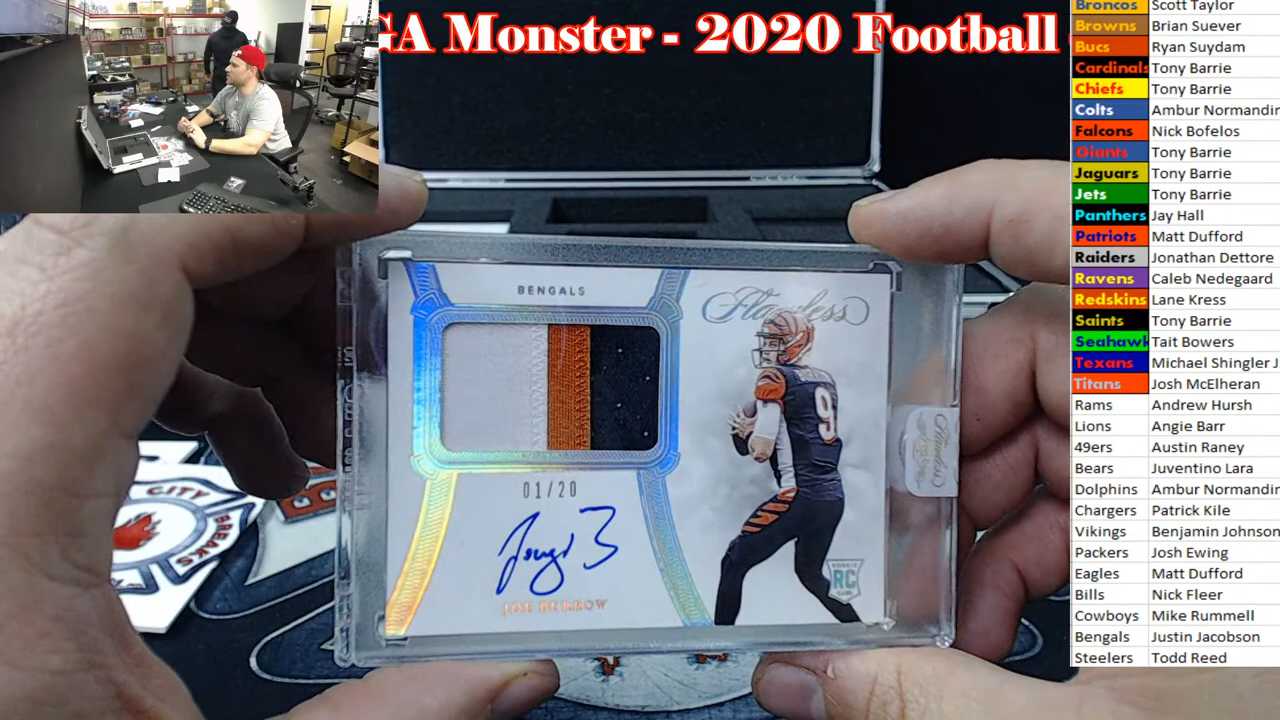 GA Monster - 2020 Football
Broncos Scott Taylor
Browns Brian Suever
Bucs Ryan Suydam
Cardinals Tony Barrie
Chiefs Tony Barrie
Colts Ambur Normandin
Falcons Nick Bofelos
Giants Tony Barrie
Jaguars Tony Barrie
Jets Tony Barrie
Panthers Jay Hall
Patriots Matt Dufford
Raiders Jonathan Dettore
Ravens Caleb Nedegaard
Redskins Lane Kress
Saints Tony Barrie
Seahawk Tait Bowers
Texans Michael Shingler J
Titans Josh McElheran
Rams Andrew Hursh
Lions Angie Barr
49ers Austin Raney
Bears Juventino Lara
Dolphins Ambur Normandin
Chargers Patrick Kile
Vikings Benjamin Johnson
Packers Josh Ewing
Eagles Matt Dufford
Bills Nick Fleer
Cowboys Mike Rummell
Bengals Justin Jacobson
Steelers Todd Reed
BENGALS
Flawless
9
01/20
JOE BURROW
RC
CITY
BREAKS